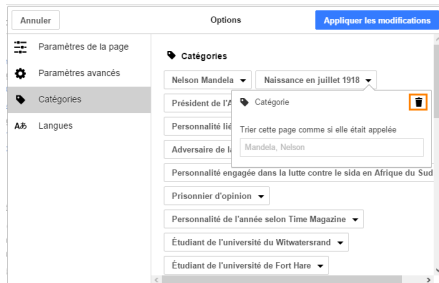 Annuler
Options
Appliquer les modifications
Paramètres de la page
Paramètres avancés
Catégories
Langues
Catégories
Nelson Mandela
Naissance en juillet 1918
Président de l'A
Catégorie
Personnalité lié
Trier cette page comme si elle était appelée
Adversaire de la
Mandela, Nelson
Personnalité engagée dans la lutte contre le sida en Afrique du Sud
Prisonnier d'opinion
Personnalité de l'année selon Time Magazine
Étudiant de l'université du Witwatersrand
Étudiant de l'université de Fort Hare